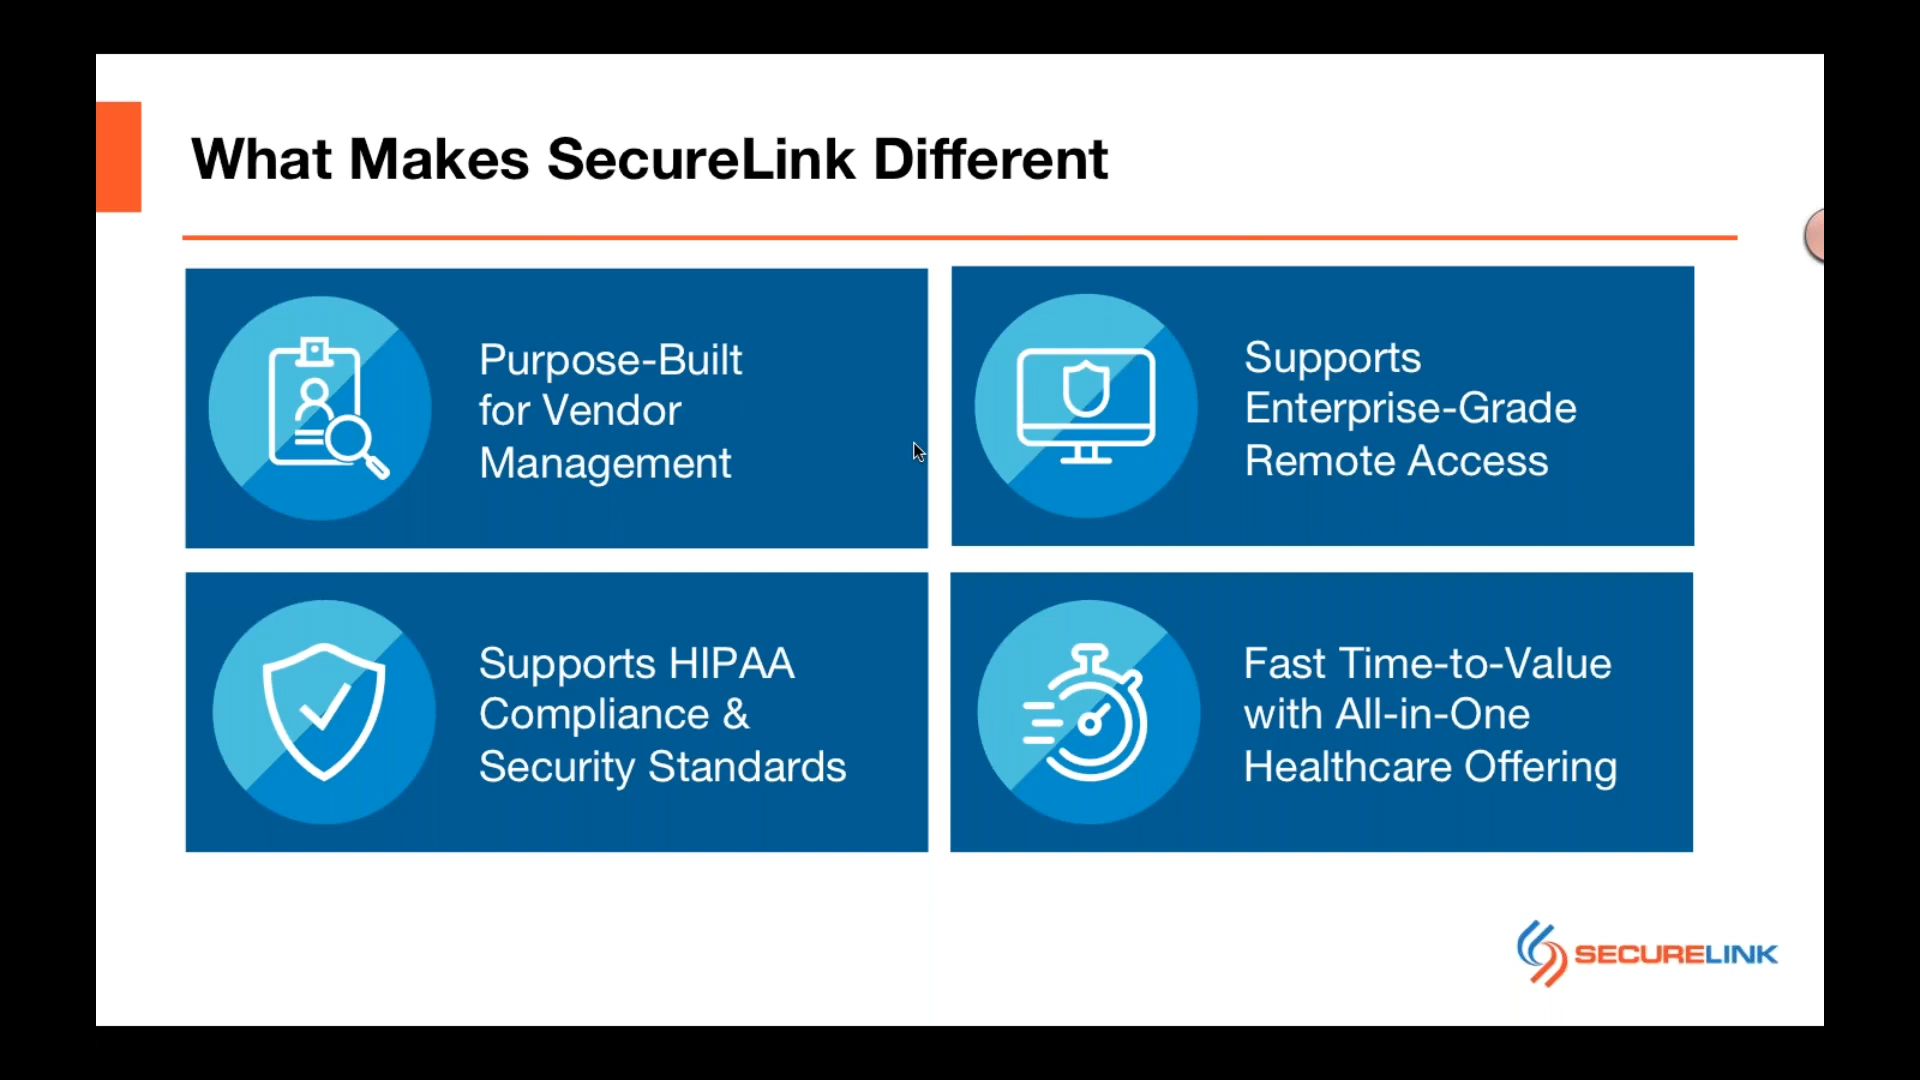 What Makes SecureLink Different
Purpose-Built
for Vendor
Management
Supports
Enterprise-Grade
Remote Access
Supports HIPAA
Compliance &
Security Standards
Fast Time-to-Value
with All-in-One
Healthcare Offering
SECURELINK